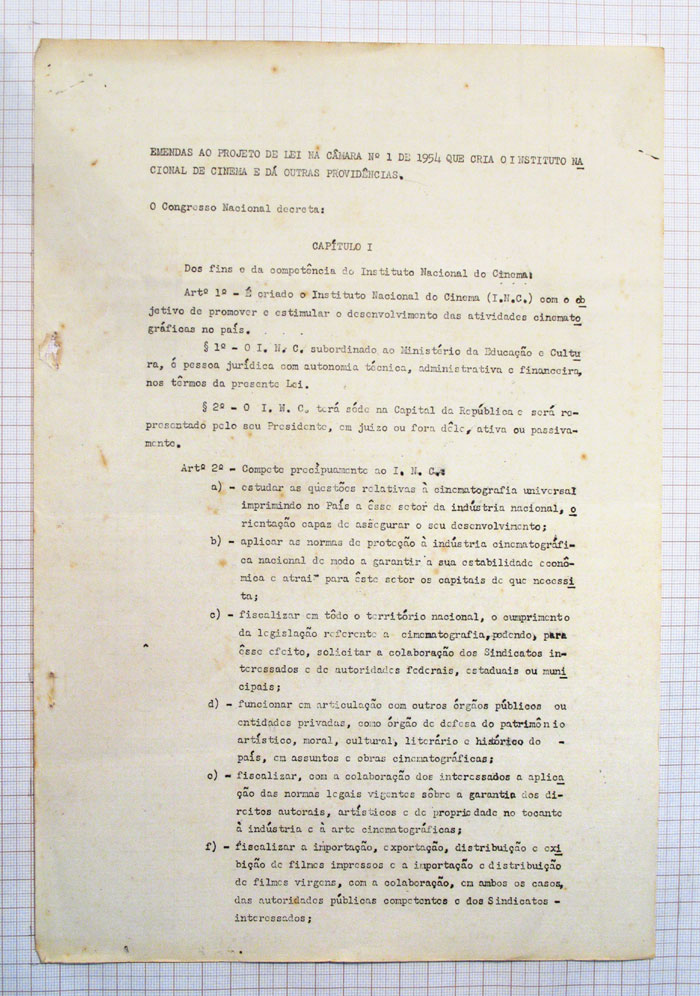 EMENDAS AO PROJETO DE LEI NA CÂMARA Nº 1 DE 1954 QUE CRIA O INSTITUTO NA
CIONAL DE CINEMA E DÁ OUTRAS PROVIDÊNCIAS.
O Congresso Nacional decreta:
CAPÍTULO I
Dos fins e da competência do Instituto Nacional do Cinema:
Artº 1º - É criado o Instituto Nacional do Cinema (I.N.C.) com o ob
jetivo de promover e estimular o desenvolvimento das atividades cinemato
gráficas no país.
§ 1º - O I. N. C. subordinado ao Ministério da Educação e Cultu
ra, é pessoa jurídica com autonomia técnica, administrativa e financeira,
nos têrmos da presente Lei.
§ 2º - O I. N. C. terá séde na Capital da República e será re-
presentado pelo seu Presidente, em juizo ou fora dêle, ativa ou passiva-
mente.
Artº 2º - Compete precípuamente ao I. N. C.:
a) - estudar as questões relativas à cinematografia universal
imprimindo no País a êsse setor da indústria nacional, o
rientação capaz de assegurar o seu desenvolvimento;
b) - aplicar as normas de proteção à indústria cinematográfi-
ca nacional de modo a garantir a sua estabilidade econô-
mica e atrair para êste setor os capitais de que necessi
ta;
c) - fiscalizar em tôdo o território nacional, o cumprimento
da legislação referente a cinematografia, podendo, para
êsse efeito, solicitar a colaboração dos Sindicatos in-
teressados e de autoridades federais, estaduais ou muni
cipais;
d) - funcionar em articulação com outros órgãos públicos ou
entidades privadas, como órgão de defesa do patrimônio
artístico, moral, cultural, literário e histórico do -
país, em assuntos e obras cinematográficas;
e) - fiscalizar, com a colaboração dos interessados a aplica
ção das normas legais vigentes sôbre a garantia dos di-
reitos autorais, artísticos e de propriedade no tocante
à indústria e à arte cinematográficas;
f) - fiscalizar a importação, exportação, distribuição e exi
bição de filmes impressos e a importação e distribuição
de filmes virgens, com a colaboração, em ambos os casos,
das autoridades públicas competentes e dos Sindicatos -
interessados;